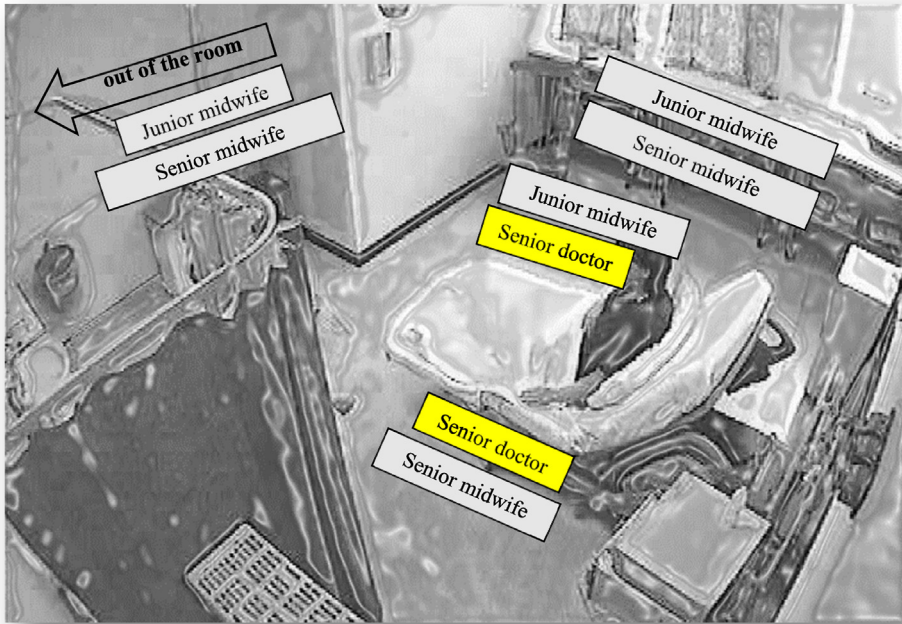 out of the room
Junior midwife
Senior midwife
Junior midwife
Senior midwife
Junior midwife
Senior doctor
Senior doctor
Senior midwife